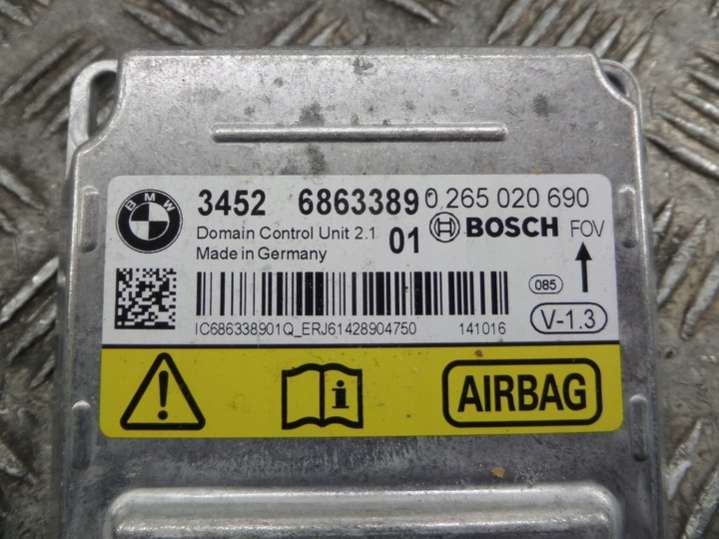 BMW
3452 6863389 0 265 020 690
Domain Control Unit 2.1 01 BOSCH FOV
Made in Germany
085
IC686338901Q_ERJ61428904750 141016 V-1.3
AIRBAG